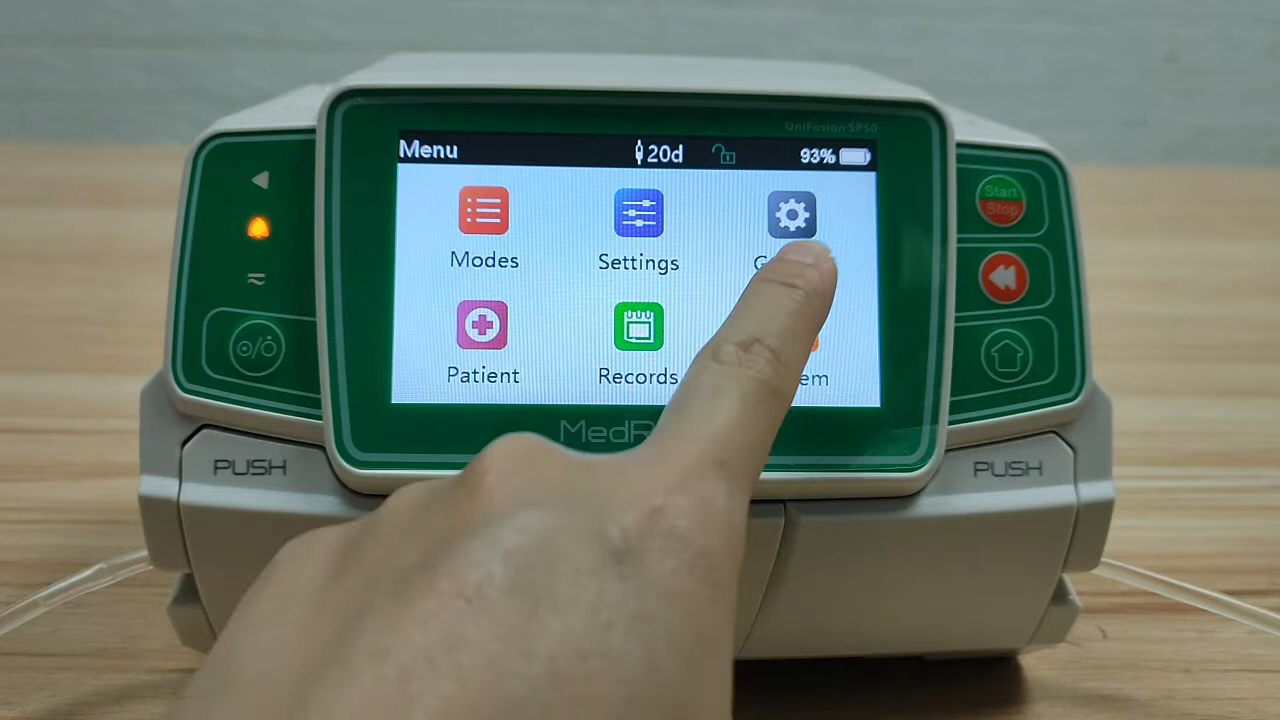 UniFusion SP50
Menu 20d 93%
Start
Stop
Modes Settings
Patient Records
PUSH PUSH